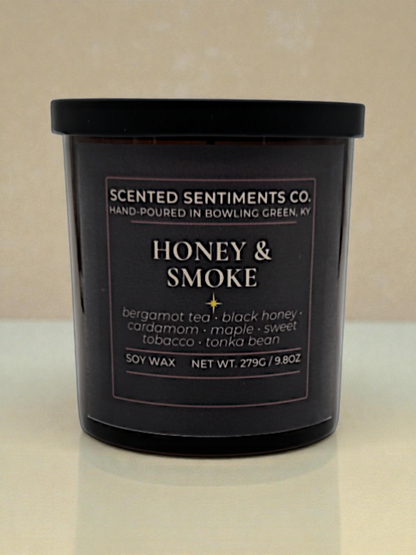 SCENTED SENTIMENTS CO.
HAND-POURED IN BOWLING GREEN, KY
HONEY &
SMOKE
bergamot tea • black honey •
cardamom • maple • sweet
tobacco • tonka bean
SOY WAX NET WT. 279G / 9.8OZ